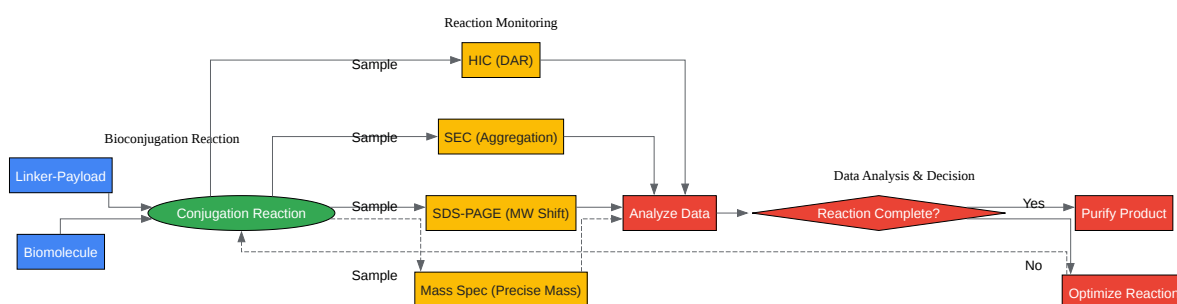 Reaction Monitoring
HIC (DAR)
Sample
SEC (Aggregation)
Sample
Bioconjugation Reaction
Linker-Payload
Biomolecule
Conjugation Reaction
Sample
SDS-PAGE (MW Shift)
Sample
Mass Spec (Precise Mass)
Analyze Data
Data Analysis & Decision
Reaction Complete?
Yes
Purify Product
No
Optimize Reaction